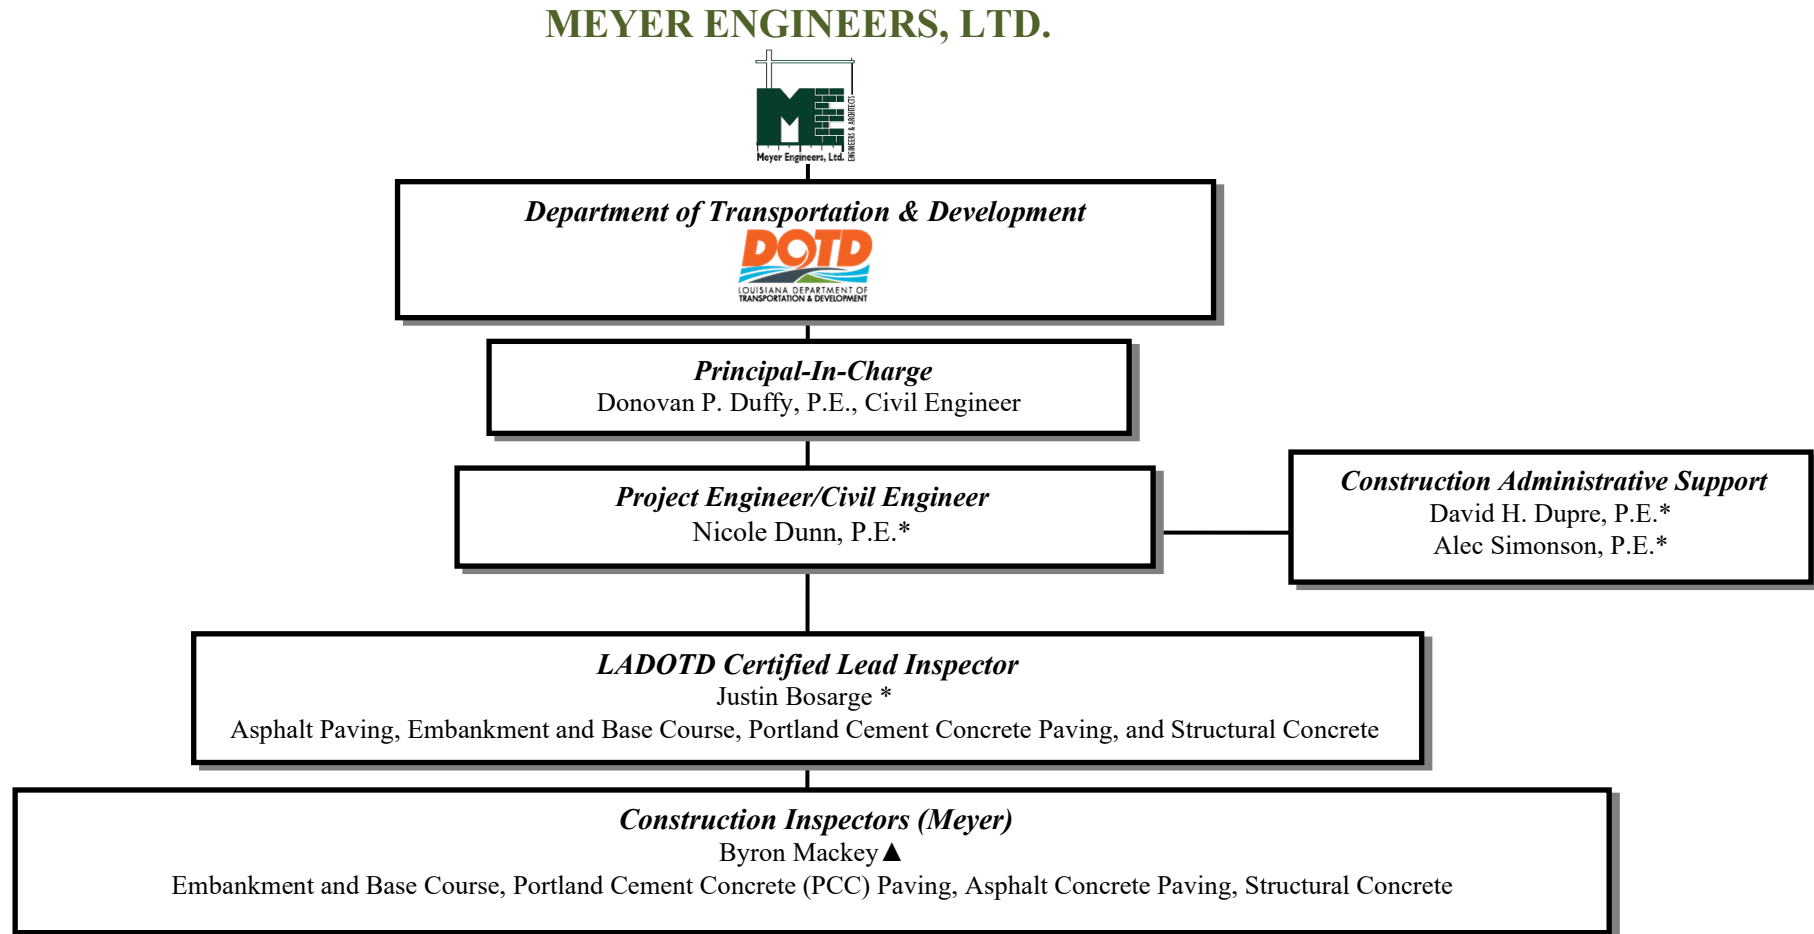 MEYER ENGINEERS, LTD.
ME
ENGINEERS & ARCHITECTS
Meyer Engineers, Ltd.
Department of Transportation & Development
DOTD
LOUISIANA DEPARTMENT OF
TRANSPORTATION & DEVELOPMENT
Principal-In-Charge
Donovan P. Duffy, P.E., Civil Engineer
Project Engineer/Civil Engineer
Nicole Dunn, P.E.*
Construction Administrative Support
David H. Dupre, P.E.*
Alec Simonson, P.E.*
LADOTD Certified Lead Inspector
Justin Bosarge *
Asphalt Paving, Embankment and Base Course, Portland Cement Concrete Paving, and Structural Concrete
Construction Inspectors (Meyer)
Byron Mackey▲
Embankment and Base Course, Portland Cement Concrete (PCC) Paving, Asphalt Concrete Paving, Structural Concrete